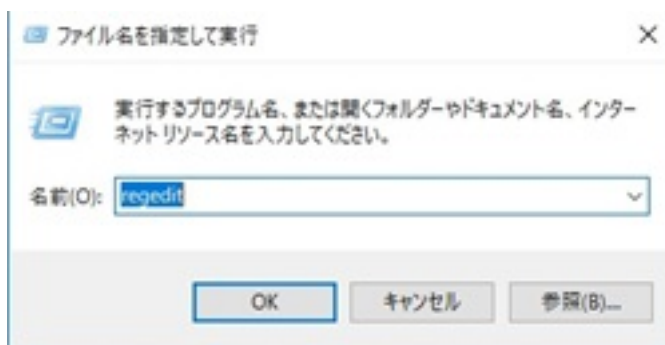 ファイル名を指定して実行
実行するプログラム名、または開くフォルダーやドキュメント名、インター
ネット リソース名を入力してください。
名前(O): regedit
OK キャンセル 参照(B)...